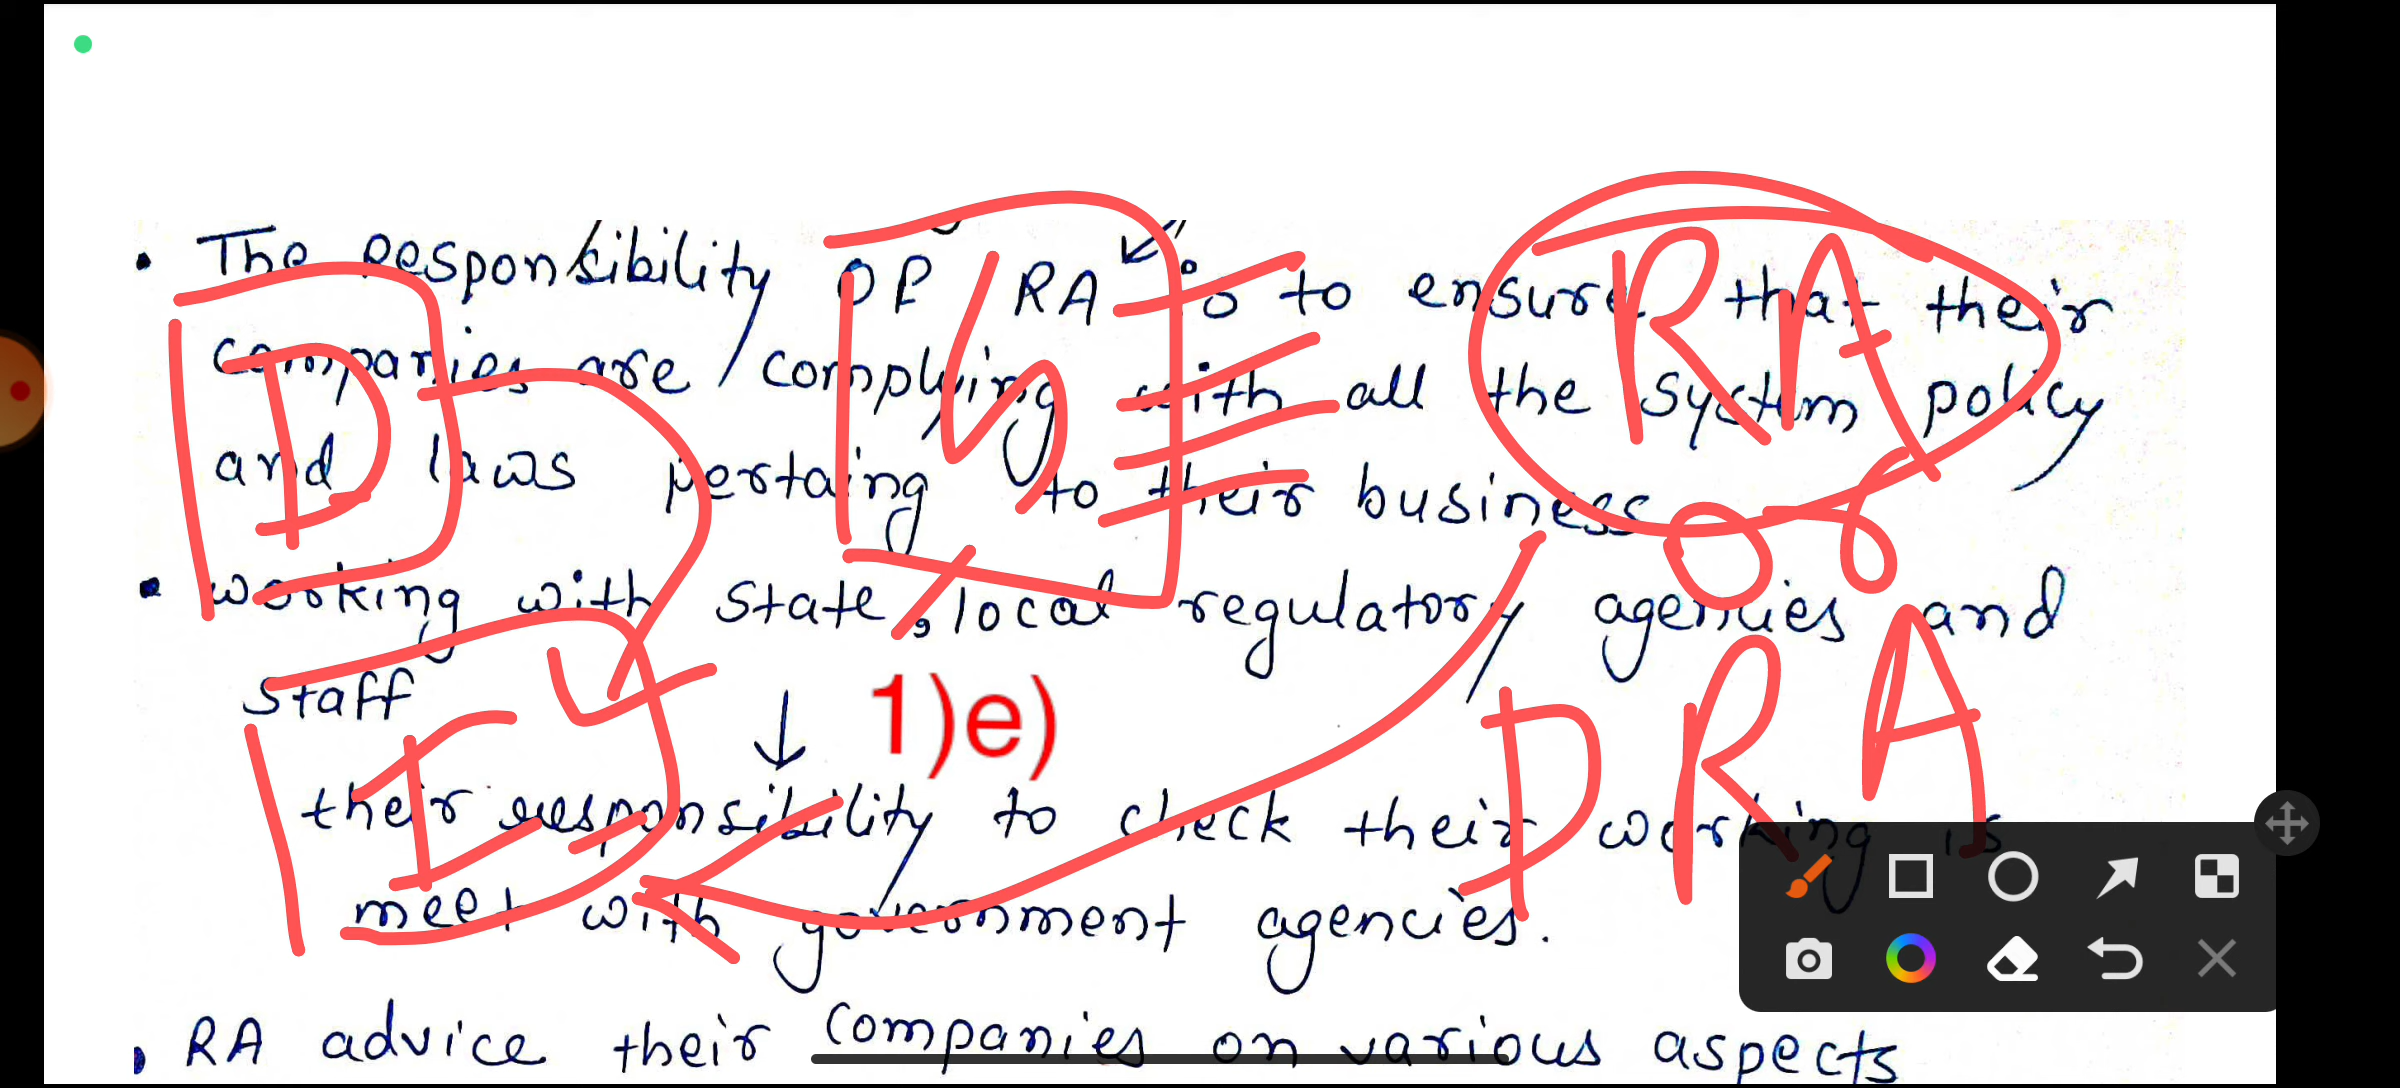 • The Responsibility OF RA is to ensure that their
companies are complying with all the system policy
and laws pertaing to their business
• working with state, local regulatory agencies and
staff
↓ 1)e)
their responsibility to check their working is
meet with government agencies.
• RA advice their companies on various aspects
RA
or
DRA
D